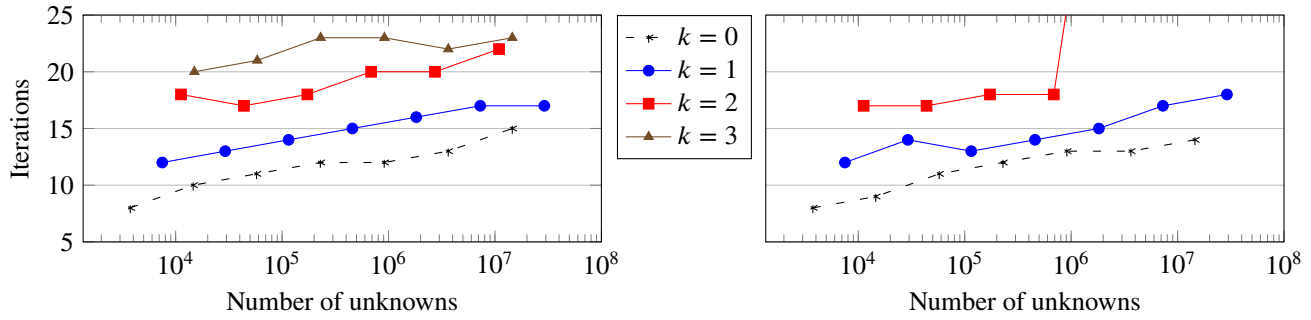 Iterations
25
20
15
10
5
10^4
10^5
10^6
10^7
10^8
Number of unknowns
k = 0
k = 1
k = 2
k = 3
10^4
10^5
10^6
10^7
10^8
Number of unknowns